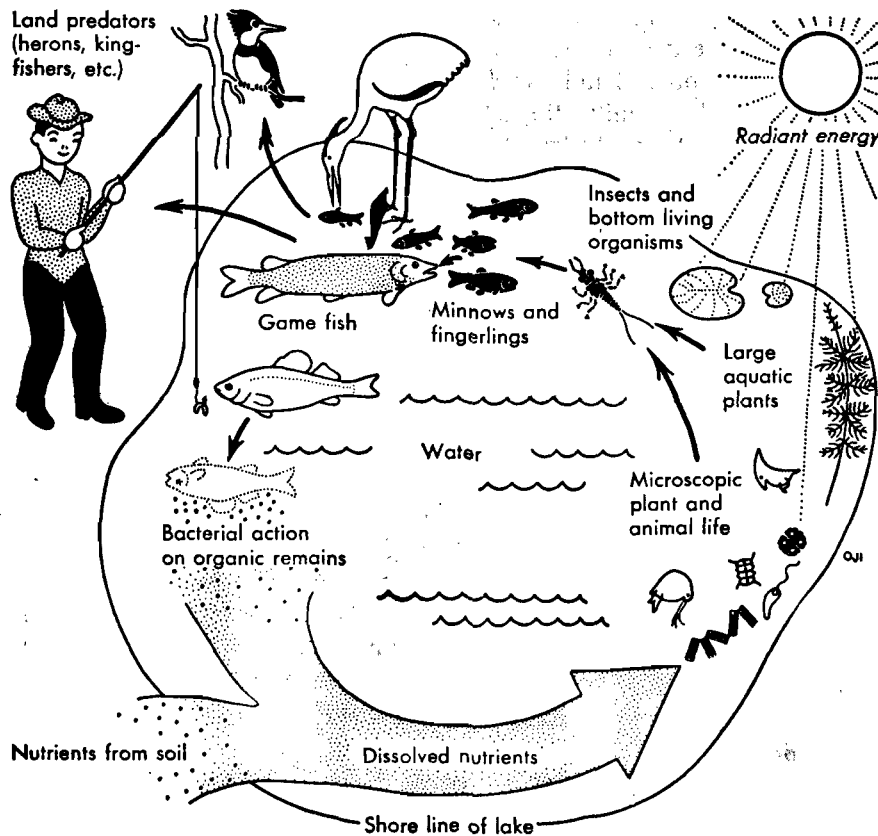 Land predators
(herons, king-
fishers, etc.)
Radiant energy
Insects and
bottom living
organisms
Game fish
Minnows and
fingerlings
Large
aquatic
plants
Water
Microscopic
plant and
animal life
Bacterial action
on organic remains
OJI
Nutrients from soil
Dissolved nutrients
Shore line of lake